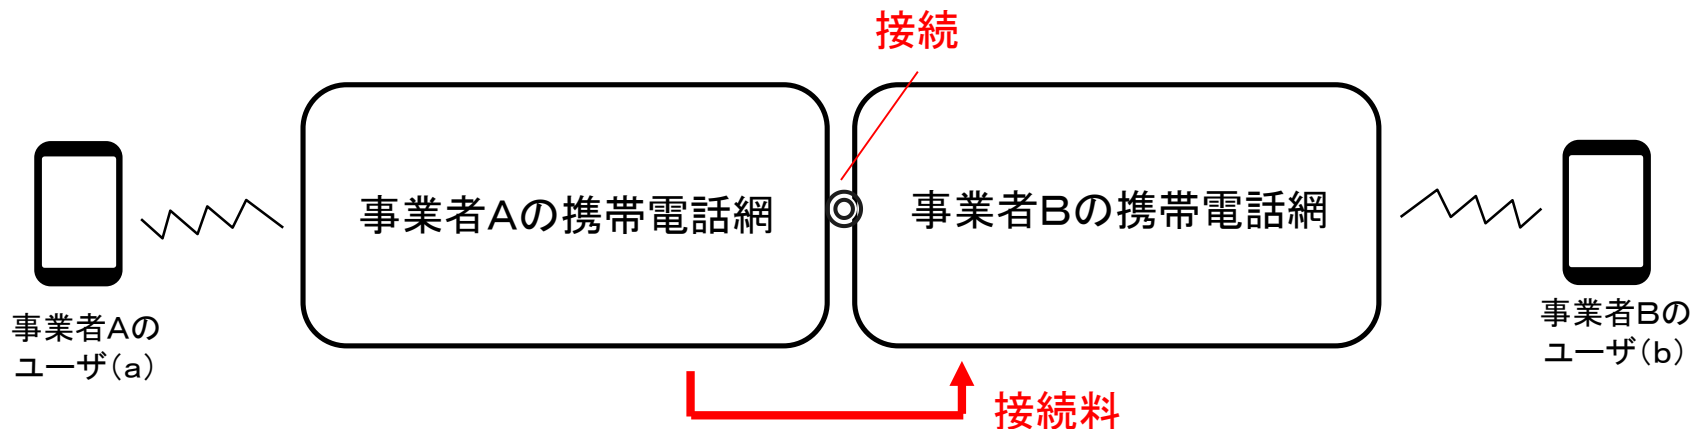 接続
事業者Aの携帯電話網
事業者Bの携帯電話網
事業者Aの
ユーザ(a)
事業者Bの
ユーザ(b)
接続料